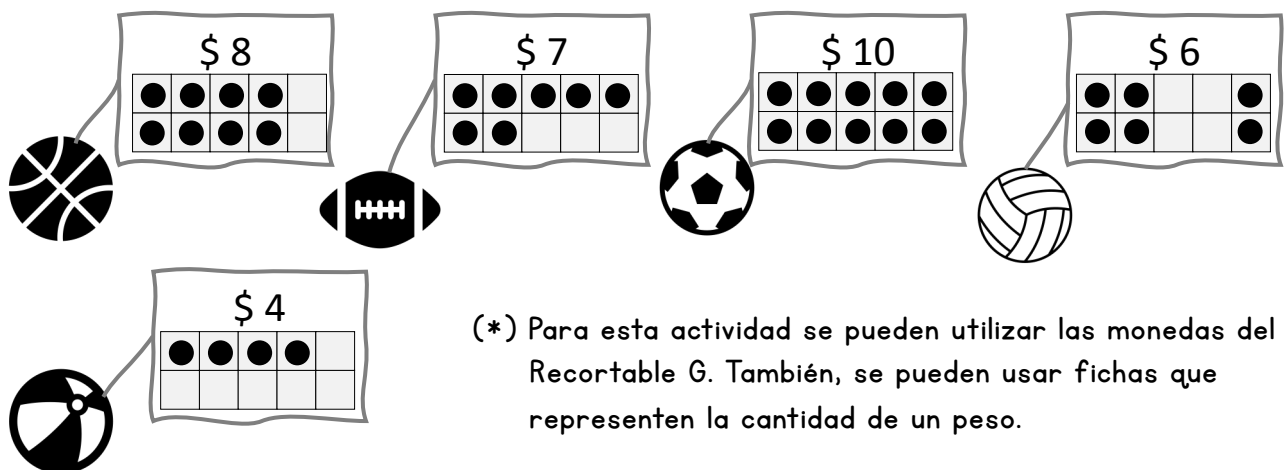 $ 8
$ 7
$ 10
$ 6
$ 4
(*) Para esta actividad se pueden utilizar las monedas del
Recortable G. También, se pueden usar fichas que
representen la cantidad de un peso.